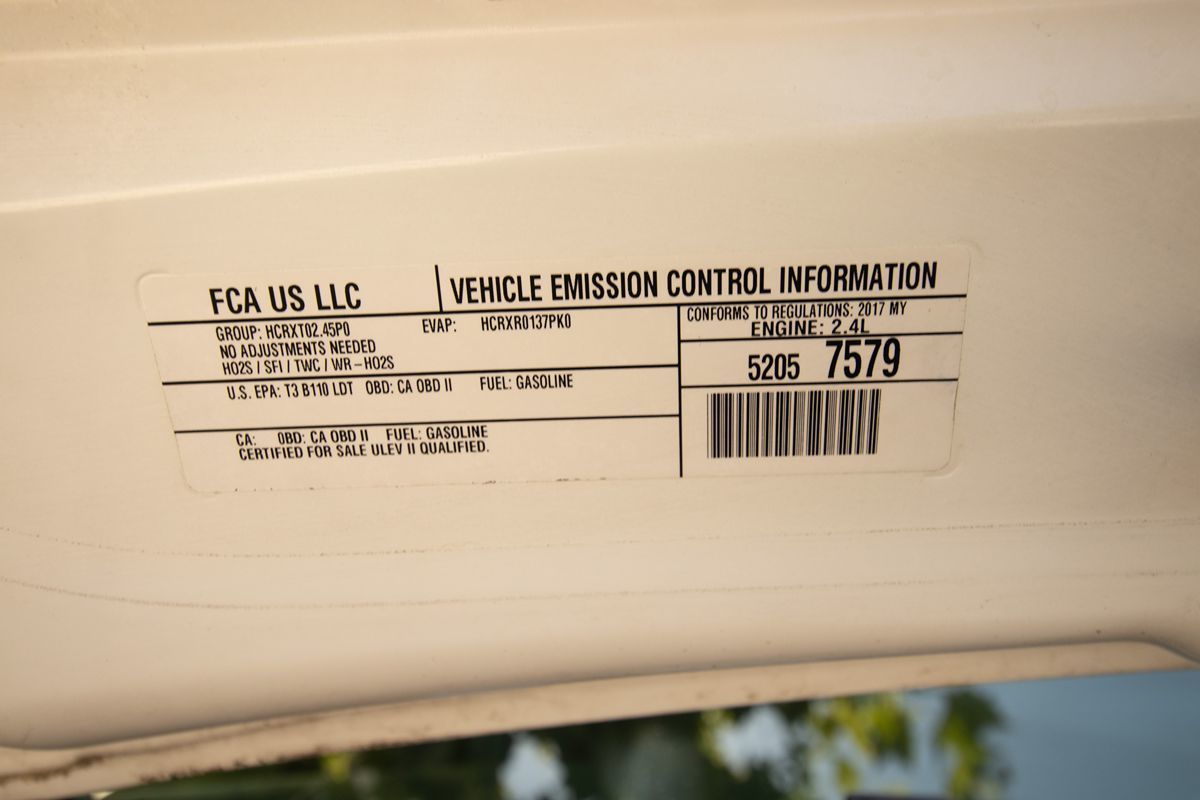 FCA US LLC
VEHICLE EMISSION CONTROL INFORMATION
GROUP: HCRXT02.45P0 EVAP: HCRXR0137PK0
NO ADJUSTMENTS NEEDED
HO2S / SFI / TWC / WR-HO2S
U.S. EPA: T3 B110 LDT OBD: CA OBD II FUEL: GASOLINE
CA: OBD: CA OBD II FUEL: GASOLINE
CERTIFIED FOR SALE ULEV II QUALIFIED.
CONFORMS TO REGULATIONS: 2017 MY
ENGINE: 2.4L
5205 7579